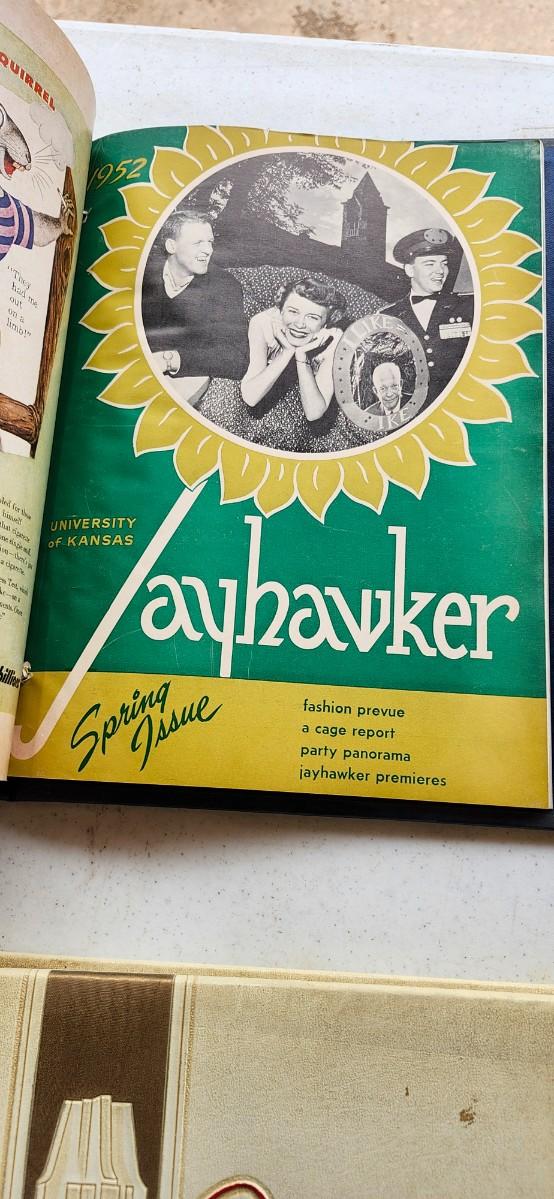 QUIRREL
"They
had me
out
on a
limb!"
1952
I LIKE
IKE
UNIVERSITY
OF KANSAS
Jayhawker
Spring
Issue
fashion prevue
a cage report
party panorama
jayhawker premieres